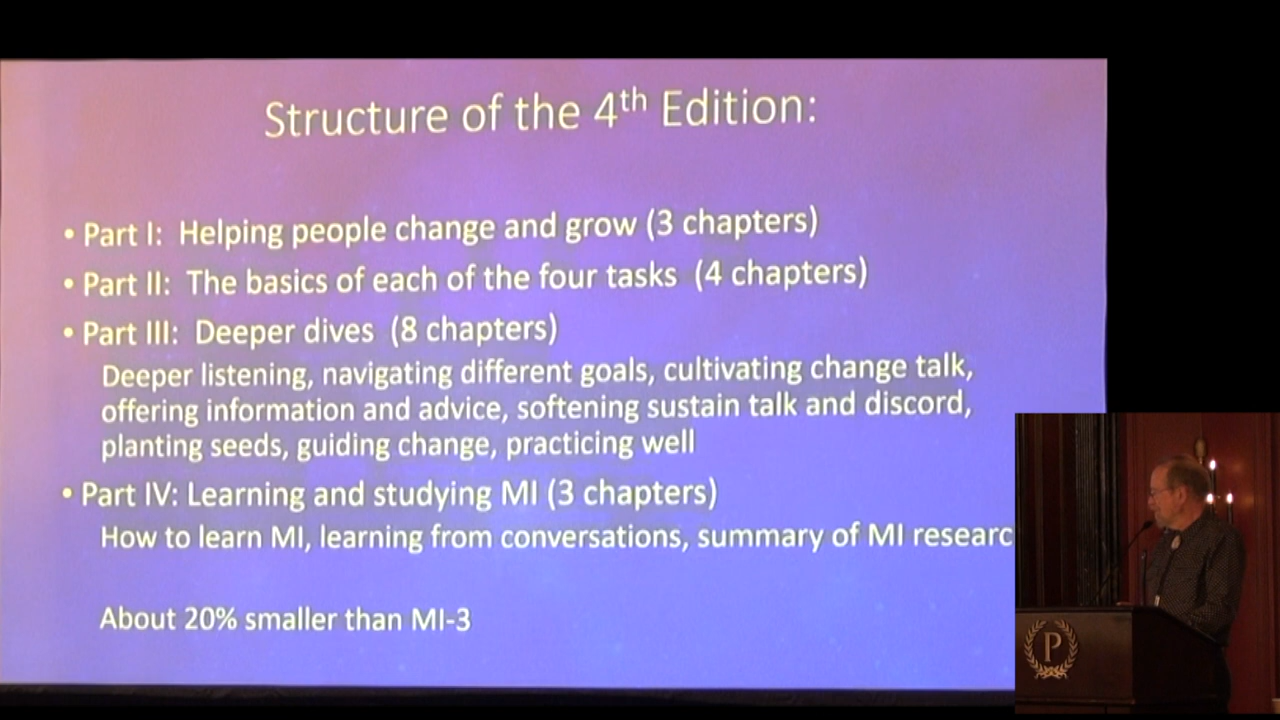 Structure of the 4th Edition:
• Part I: Helping people change and grow (3 chapters)
• Part II: The basics of each of the four tasks (4 chapters)
• Part III: Deeper dives (8 chapters)
Deeper listening, navigating different goals, cultivating change talk,
offering information and advice, softening sustain talk and discord,
planting seeds, guiding change, practicing well
• Part IV: Learning and studying MI (3 chapters)
How to learn MI, learning from conversations, summary of MI researc
About 20% smaller than MI-3
P